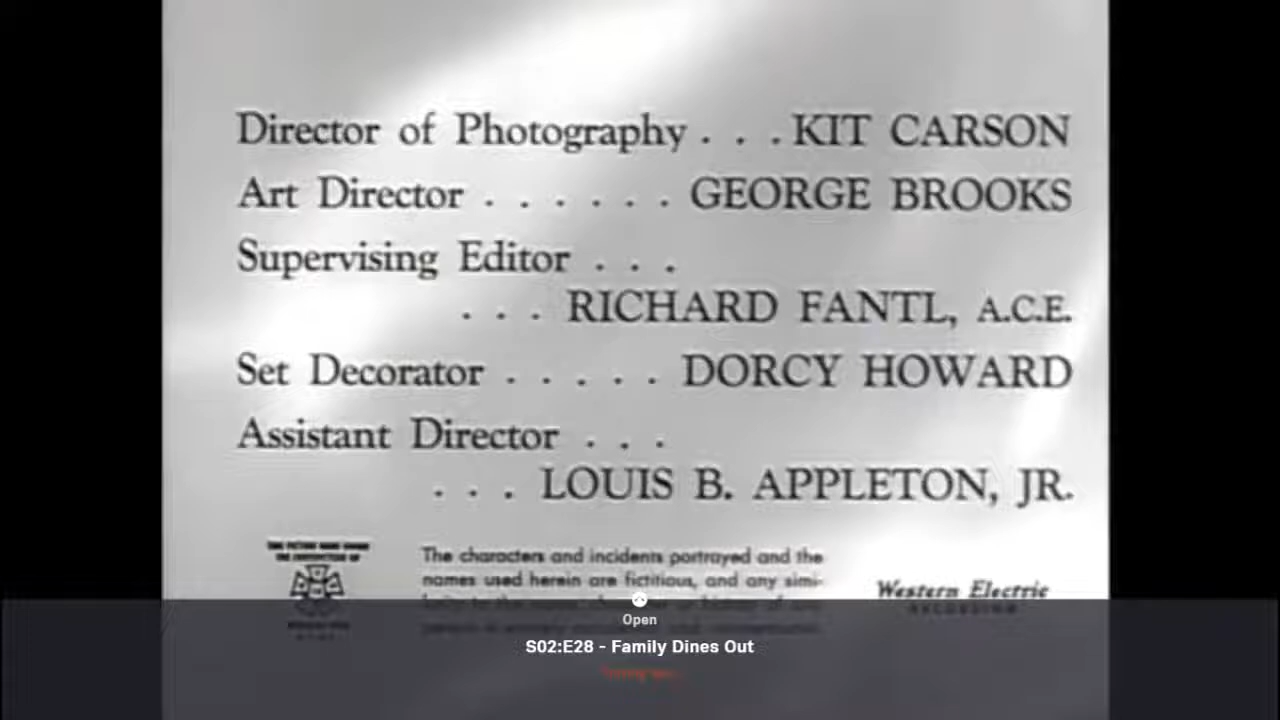 Director of Photography . . . KIT CARSON
Art Director . . . . . . GEORGE BROOKS
Supervising Editor . . .
. . . RICHARD FANTL, A.C.E.
Set Decorator . . . . . DORCY HOWARD
Assistant Director . . .
. . . LOUIS B. APPLETON, JR.
The characters and incidents portrayed and the
names used herein are fictitious, and any simi-
Western Electric
RECORDING
Open
S02:E28 - Family Dines Out